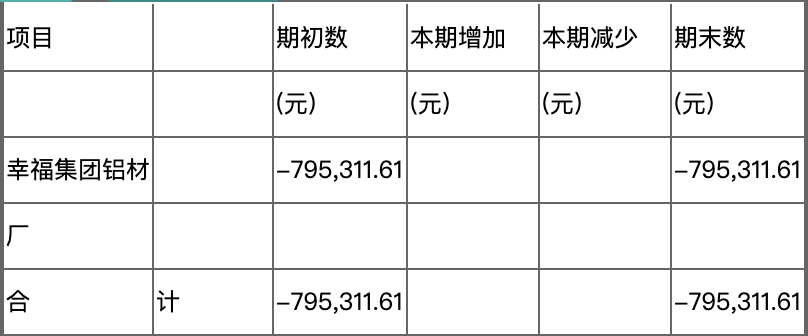 项目 期初数 本期增加 本期减少 期末数
(元) (元) (元) (元)
幸福集团铝材 –795,311.61 –795,311.61
厂
合 计 –795,311.61 –795,311.61